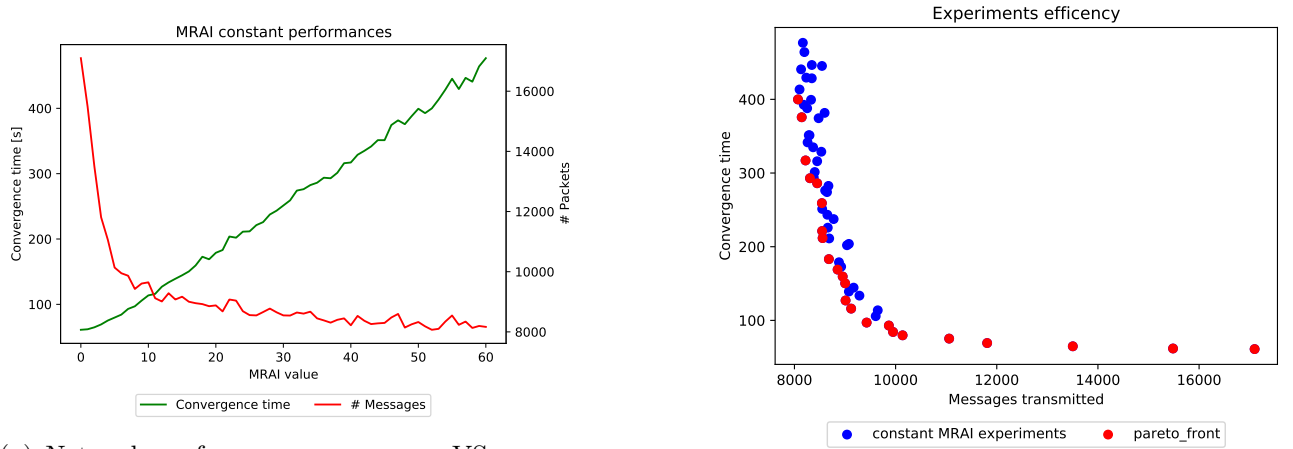 MRAI constant performances
400
300
200
100
Convergence time [s]
16000
14000
12000
10000
8000
# Packets
0 10 20 30 40 50 60
MRAI value
Convergence time # Messages
Experiments efficency
400
300
200
100
Convergence time
8000 10000 12000 14000 16000
Messages transmitted
constant MRAI experiments pareto_front